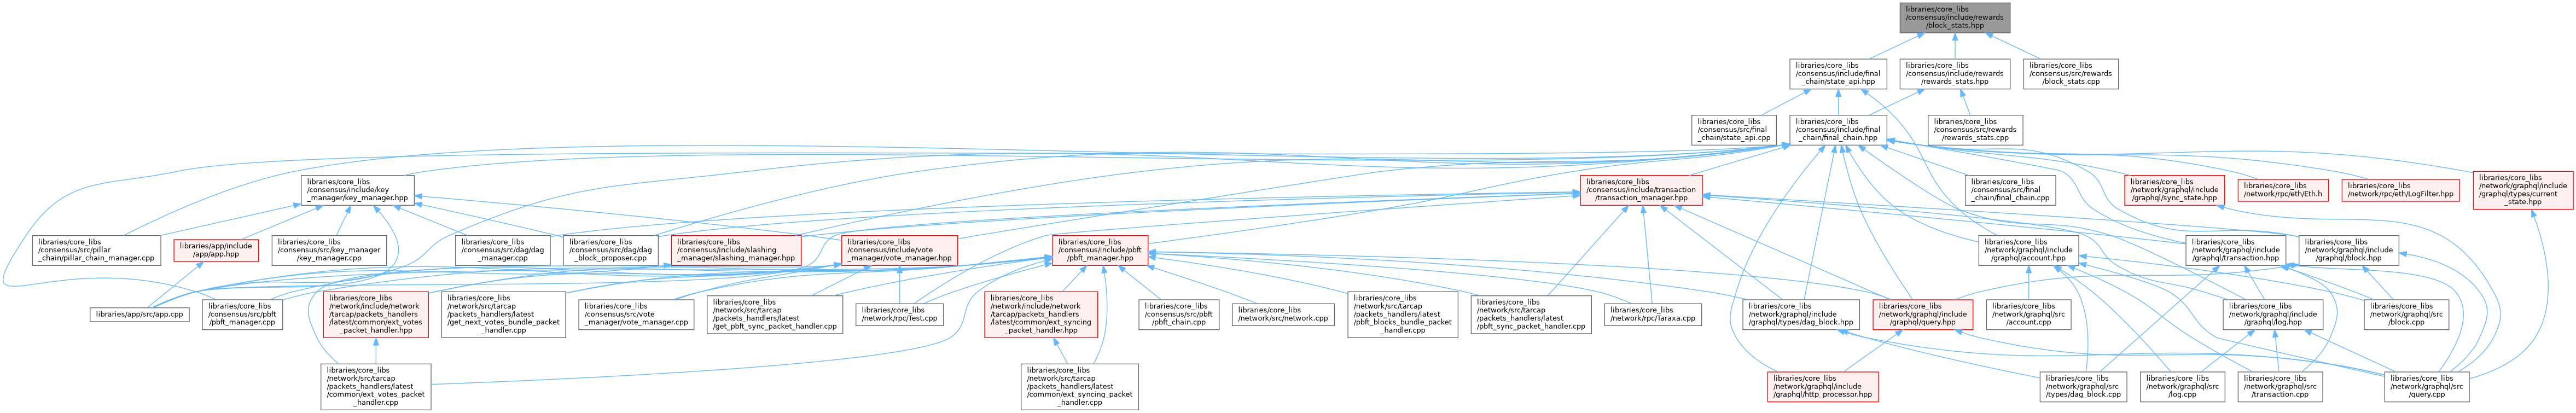 libraries/core_libs
/consensus/include/rewards
/block_stats.hpp
libraries/core_libs
/consensus/include/final
_chain/state_api.hpp
libraries/core_libs
/consensus/include/rewards
/rewards_stats.hpp
libraries/core_libs
/consensus/src/rewards
/block_stats.cpp
libraries/core_libs
/consensus/src/final
_chain/state_api.cpp
libraries/core_libs
/consensus/include/final
_chain/final_chain.hpp
libraries/core_libs
/consensus/src/rewards
/rewards_stats.cpp
libraries/core_libs
/consensus/include/key
_manager/key_manager.hpp
libraries/core_libs
/consensus/include/transaction
/transaction_manager.hpp
libraries/core_libs
/consensus/src/final
_chain/final_chain.cpp
libraries/core_libs
/network/graphql/include
/graphql/sync_state.hpp
libraries/core_libs
/network/rpc/eth/Eth.h
libraries/core_libs
/network/rpc/eth/LogFilter.hpp
libraries/core_libs
/network/graphql/include
/graphql/types/current
_state.hpp
libraries/core_libs
/consensus/src/pillar
_chain/pillar_chain_manager.cpp
libraries/app/include
/app/app.hpp
libraries/core_libs
/consensus/src/key_manager
/key_manager.cpp
libraries/core_libs
/consensus/src/dag/dag
_manager.cpp
libraries/core_libs
/consensus/src/dag/dag
_block_proposer.cpp
libraries/core_libs
/consensus/include/slashing
_manager/slashing_manager.hpp
libraries/core_libs
/consensus/include/vote
_manager/vote_manager.hpp
libraries/core_libs
/consensus/include/pbft
/pbft_manager.hpp
libraries/core_libs
/network/graphql/include
/graphql/account.hpp
libraries/core_libs
/network/graphql/include
/graphql/transaction.hpp
libraries/core_libs
/network/graphql/include
/graphql/block.hpp
libraries/app/src/app.cpp
libraries/core_libs
/consensus/src/pbft
/pbft_manager.cpp
libraries/core_libs
/network/include/network
/tarcap/packets_handlers
/latest/common/ext_votes
_packet_handler.hpp
libraries/core_libs
/network/src/tarcap
/packets_handlers/latest
/get_next_votes_bundle_packet
_handler.cpp
libraries/core_libs
/consensus/src/vote
_manager/vote_manager.cpp
libraries/core_libs
/network/src/tarcap
/packets_handlers/latest
/get_pbft_sync_packet_handler.cpp
libraries/core_libs
/network/rpc/Test.cpp
libraries/core_libs
/network/include/network
/tarcap/packets_handlers
/latest/common/ext_syncing
_packet_handler.hpp
libraries/core_libs
/consensus/src/pbft
/pbft_chain.cpp
libraries/core_libs
/network/src/network.cpp
libraries/core_libs
/network/src/tarcap
/packets_handlers/latest
/pbft_blocks_bundle_packet
_handler.cpp
libraries/core_libs
/network/src/tarcap
/packets_handlers/latest
/pbft_sync_packet_handler.cpp
libraries/core_libs
/network/rpc/Taraxa.cpp
libraries/core_libs
/network/graphql/include
/graphql/types/dag_block.hpp
libraries/core_libs
/network/graphql/include
/graphql/query.hpp
libraries/core_libs
/network/graphql/src
/account.cpp
libraries/core_libs
/network/graphql/include
/graphql/log.hpp
libraries/core_libs
/network/graphql/src
/block.cpp
libraries/core_libs
/network/src/tarcap
/packets_handlers/latest
/common/ext_votes_packet
_handler.cpp
libraries/core_libs
/network/src/tarcap
/packets_handlers/latest
/common/ext_syncing_packet
_handler.cpp
libraries/core_libs
/network/graphql/include
/graphql/http_processor.hpp
libraries/core_libs
/network/graphql/src
/types/dag_block.cpp
libraries/core_libs
/network/graphql/src
/log.cpp
libraries/core_libs
/network/graphql/src
/transaction.cpp
libraries/core_libs
/network/graphql/src
/query.cpp